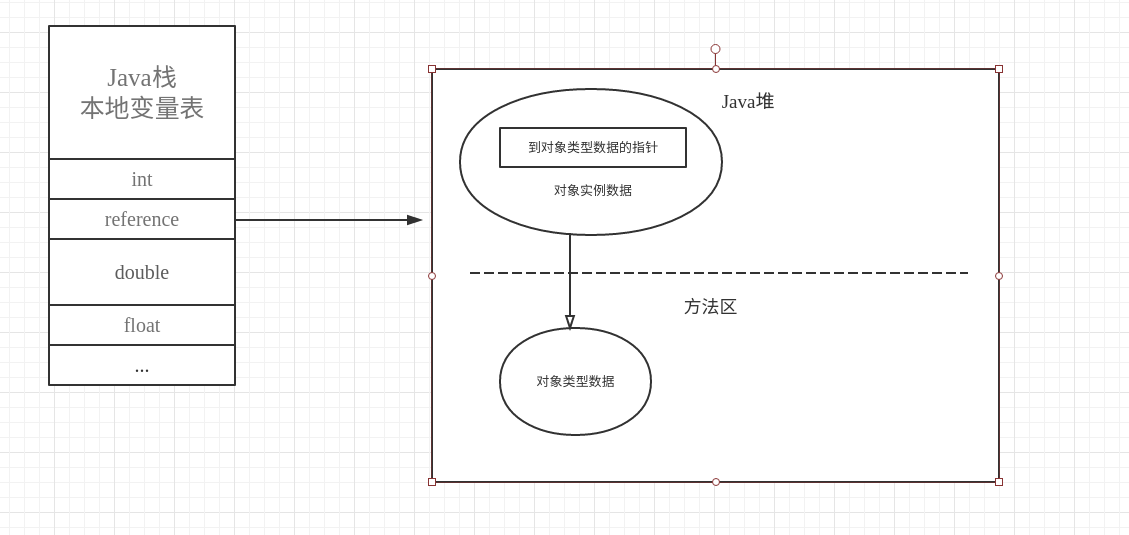 Java栈
本地变量表
int
reference
double
float
...
Java堆
到对象类型数据的指针
对象实例数据
方法区
对象类型数据